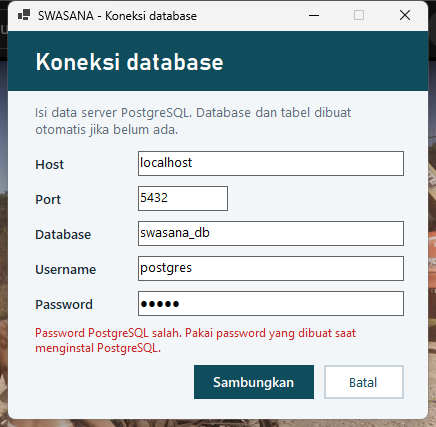 SWASANA - Koneksi database
Koneksi database
Isi data server PostgreSQL. Database dan tabel dibuat
otomatis jika belum ada.
Host localhost
Port 5432
Database swasana_db
Username postgres
Password ●●●●●
Password PostgreSQL salah. Pakai password yang dibuat saat
menginstal PostgreSQL.
Sambungkan Batal